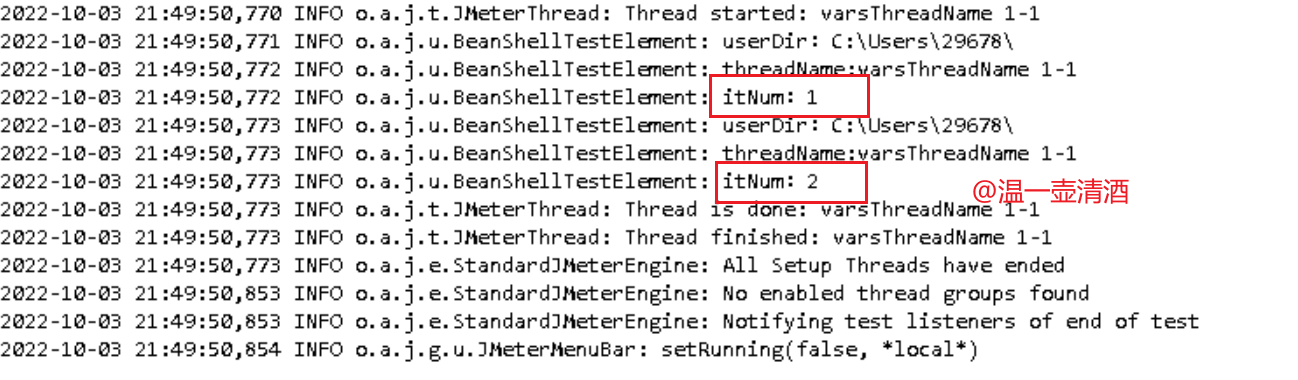 2022-10-03 21:49:50,770 INFO o.a.j.t.JMeterThread: Thread started: varsThreadName 1-1
2022-10-03 21:49:50,771 INFO o.a.j.u.BeanShellTestElement: userDir: C:\Users\29678\
2022-10-03 21:49:50,772 INFO o.a.j.u.BeanShellTestElement: threadName:varsThreadName 1-1
2022-10-03 21:49:50,772 INFO o.a.j.u.BeanShellTestElement: itNum: 1
2022-10-03 21:49:50,773 INFO o.a.j.u.BeanShellTestElement: userDir: C:\Users\29678\
2022-10-03 21:49:50,773 INFO o.a.j.u.BeanShellTestElement: threadName:varsThreadName 1-1
2022-10-03 21:49:50,773 INFO o.a.j.u.BeanShellTestElement: itNum: 2
@温一壶清酒
2022-10-03 21:49:50,773 INFO o.a.j.t.JMeterThread: Thread is done: varsThreadName 1-1
2022-10-03 21:49:50,773 INFO o.a.j.t.JMeterThread: Thread finished: varsThreadName 1-1
2022-10-03 21:49:50,773 INFO o.a.j.e.StandardJMeterEngine: All Setup Threads have ended
2022-10-03 21:49:50,853 INFO o.a.j.e.StandardJMeterEngine: No enabled thread groups found
2022-10-03 21:49:50,853 INFO o.a.j.e.StandardJMeterEngine: Notifying test listeners of end of test
2022-10-03 21:49:50,854 INFO o.a.j.g.u.JMeterMenuBar: setRunning(false, *local*)